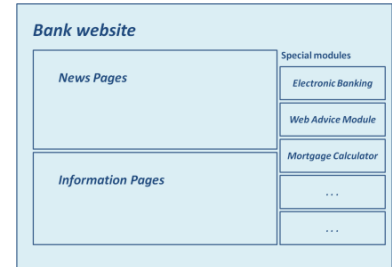 Bank website
News Pages
Information Pages
Special modules
Electronic Banking
Web Advice Module
Mortgage Calculator
...
...